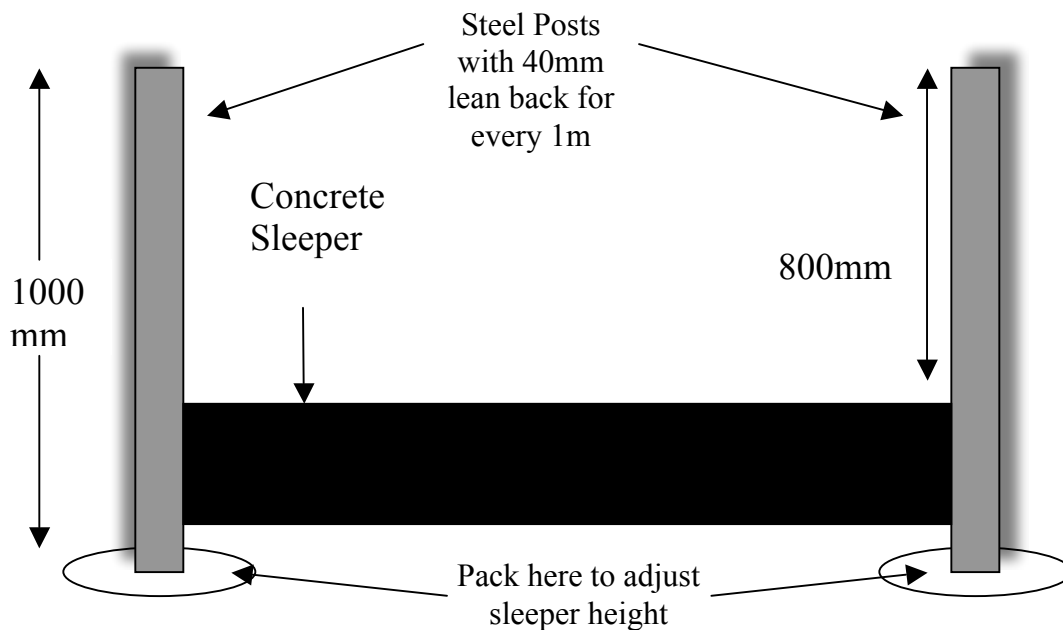 Steel Posts
with 40mm
lean back for
every 1m
Concrete
Sleeper
1000
mm
800mm
Pack here to adjust
sleeper height